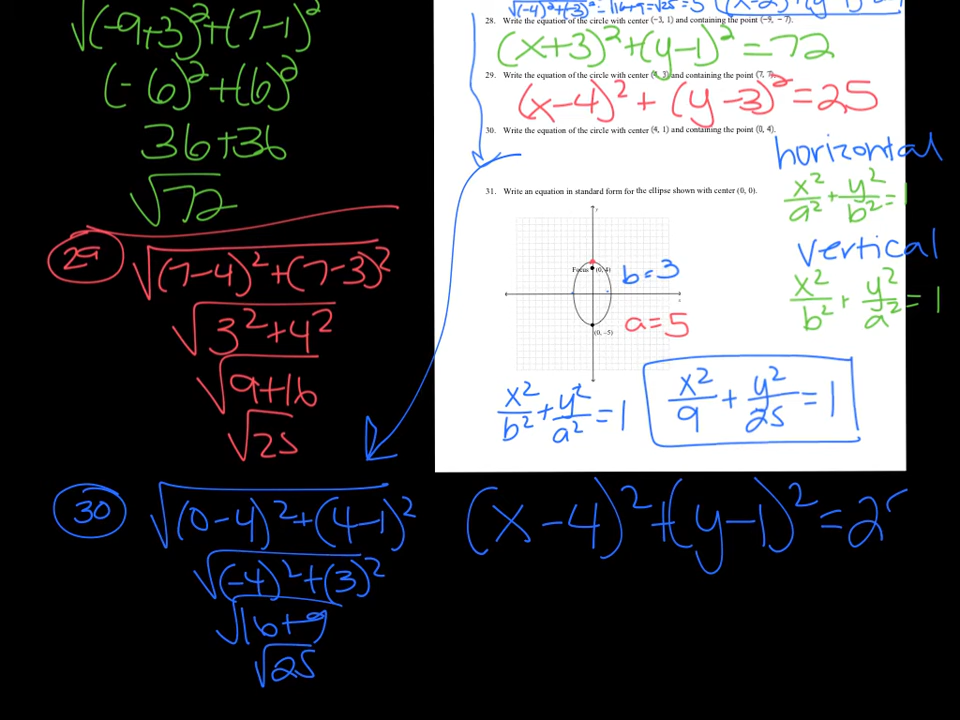 √(-9+3)²+(7-1)²
(-6)²+(6)²
36+36
√72
29 √(7-4)²+(7-3)²
√3²+4²
√9+16
√25
30 √(0-4)²+(4-1)²
√(-4)²+(3)²
√16+9
√25
28. Write the equation of the circle with center (−3, 1) and containing the point (−9, − 7).
(x+3)²+(y-1)²=72
29. Write the equation of the circle with center (4, 3) and containing the point (7, 7).
(x-4)²+(y-3)²=25
30. Write the equation of the circle with center (4, 1) and containing the point (0, 4).
horizontal
x²/a²+y²/b²=1
vertical
x²/b²+y²/a²=1
31. Write an equation in standard form for the ellipse shown with center (0, 0).
y
Focus (0, 4)
b=3
x
a=5
(0, −5)
x²/b²+y²/a²=1
x²/9+y²/25=1
(x-4)²+(y-1)²=2